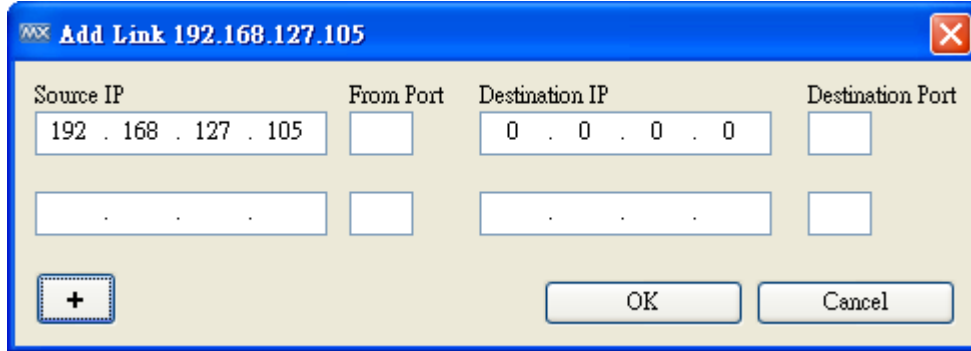 MX Add Link 192.168.127.105
Source IP From Port Destination IP Destination Port
192 . 168 . 127 . 105 0 . 0 . 0 . 0
. . . . . .
+ OK Cancel